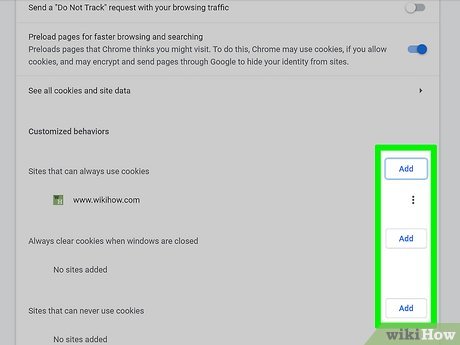 Send a "Do Not Track" request with your browsing traffic
Preload pages for faster browsing and searching
Preloads pages that Chrome thinks you might visit. To do this, Chrome may use cookies, if you allow
cookies, and may encrypt and send pages through Google to hide your identity from sites.
See all cookies and site data
Customized behaviors
Sites that can always use cookies
Add
www.wikihow.com
Always clear cookies when windows are closed
Add
No sites added
Sites that can never use cookies
Add
No sites added
wikiHow